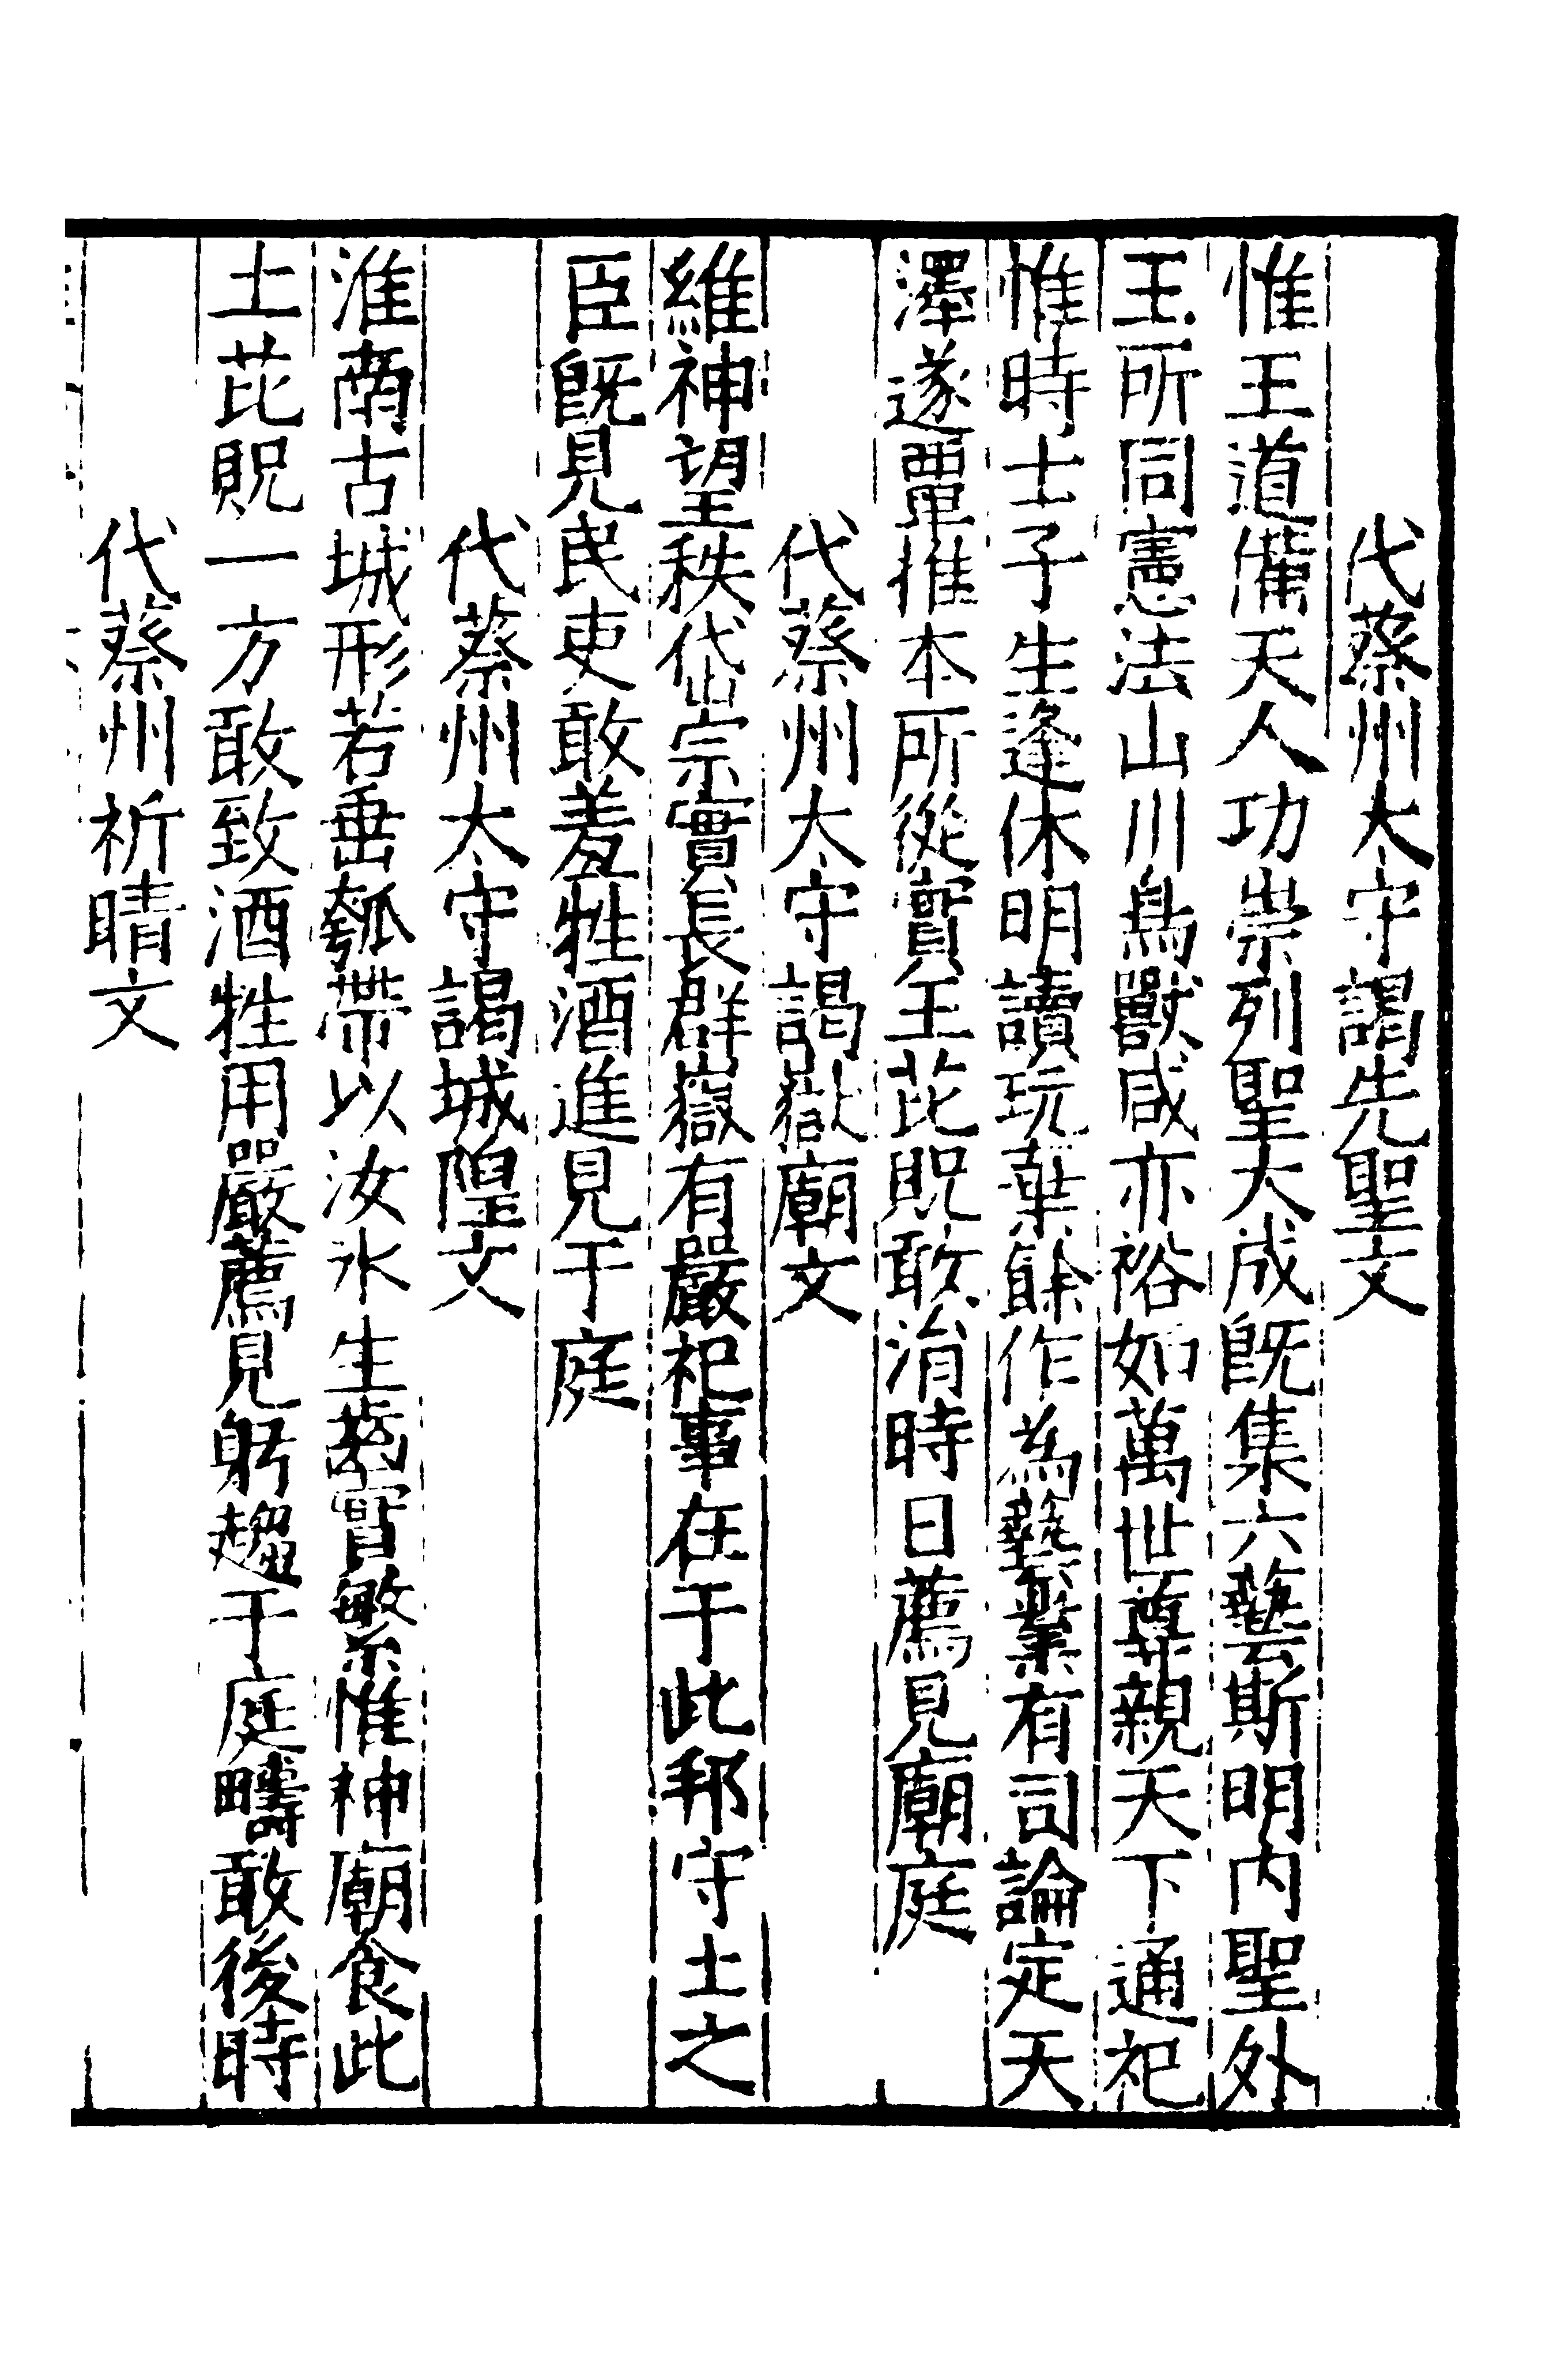 代蔡州太守謁先聖文
惟王道備天人功崇列聖大成既集六藝斯明内聖外
王所同憲法山川鳥獸咸亦裕如萬世尊親天下通祀
惟時士子生逢休明讀玩葉餘作為藝業有司論定天
澤遂覃推本所從實王芘貺敢涓時日薦見廟庭
代蔡州太守謁嶽廟文
維神望秩岱宗實長群嶽有嚴祀事在于此邦守土之
臣既見民吏敢羞牲酒進見于庭
代蔡州太守謁城隍文
淮南古城形若垂瓠帶以汝水生齒實繁惟神廟食此
土芘貺一方敢致酒牲用嚴薦見躬趨于庭疇敢後時
代蔡州祈晴文